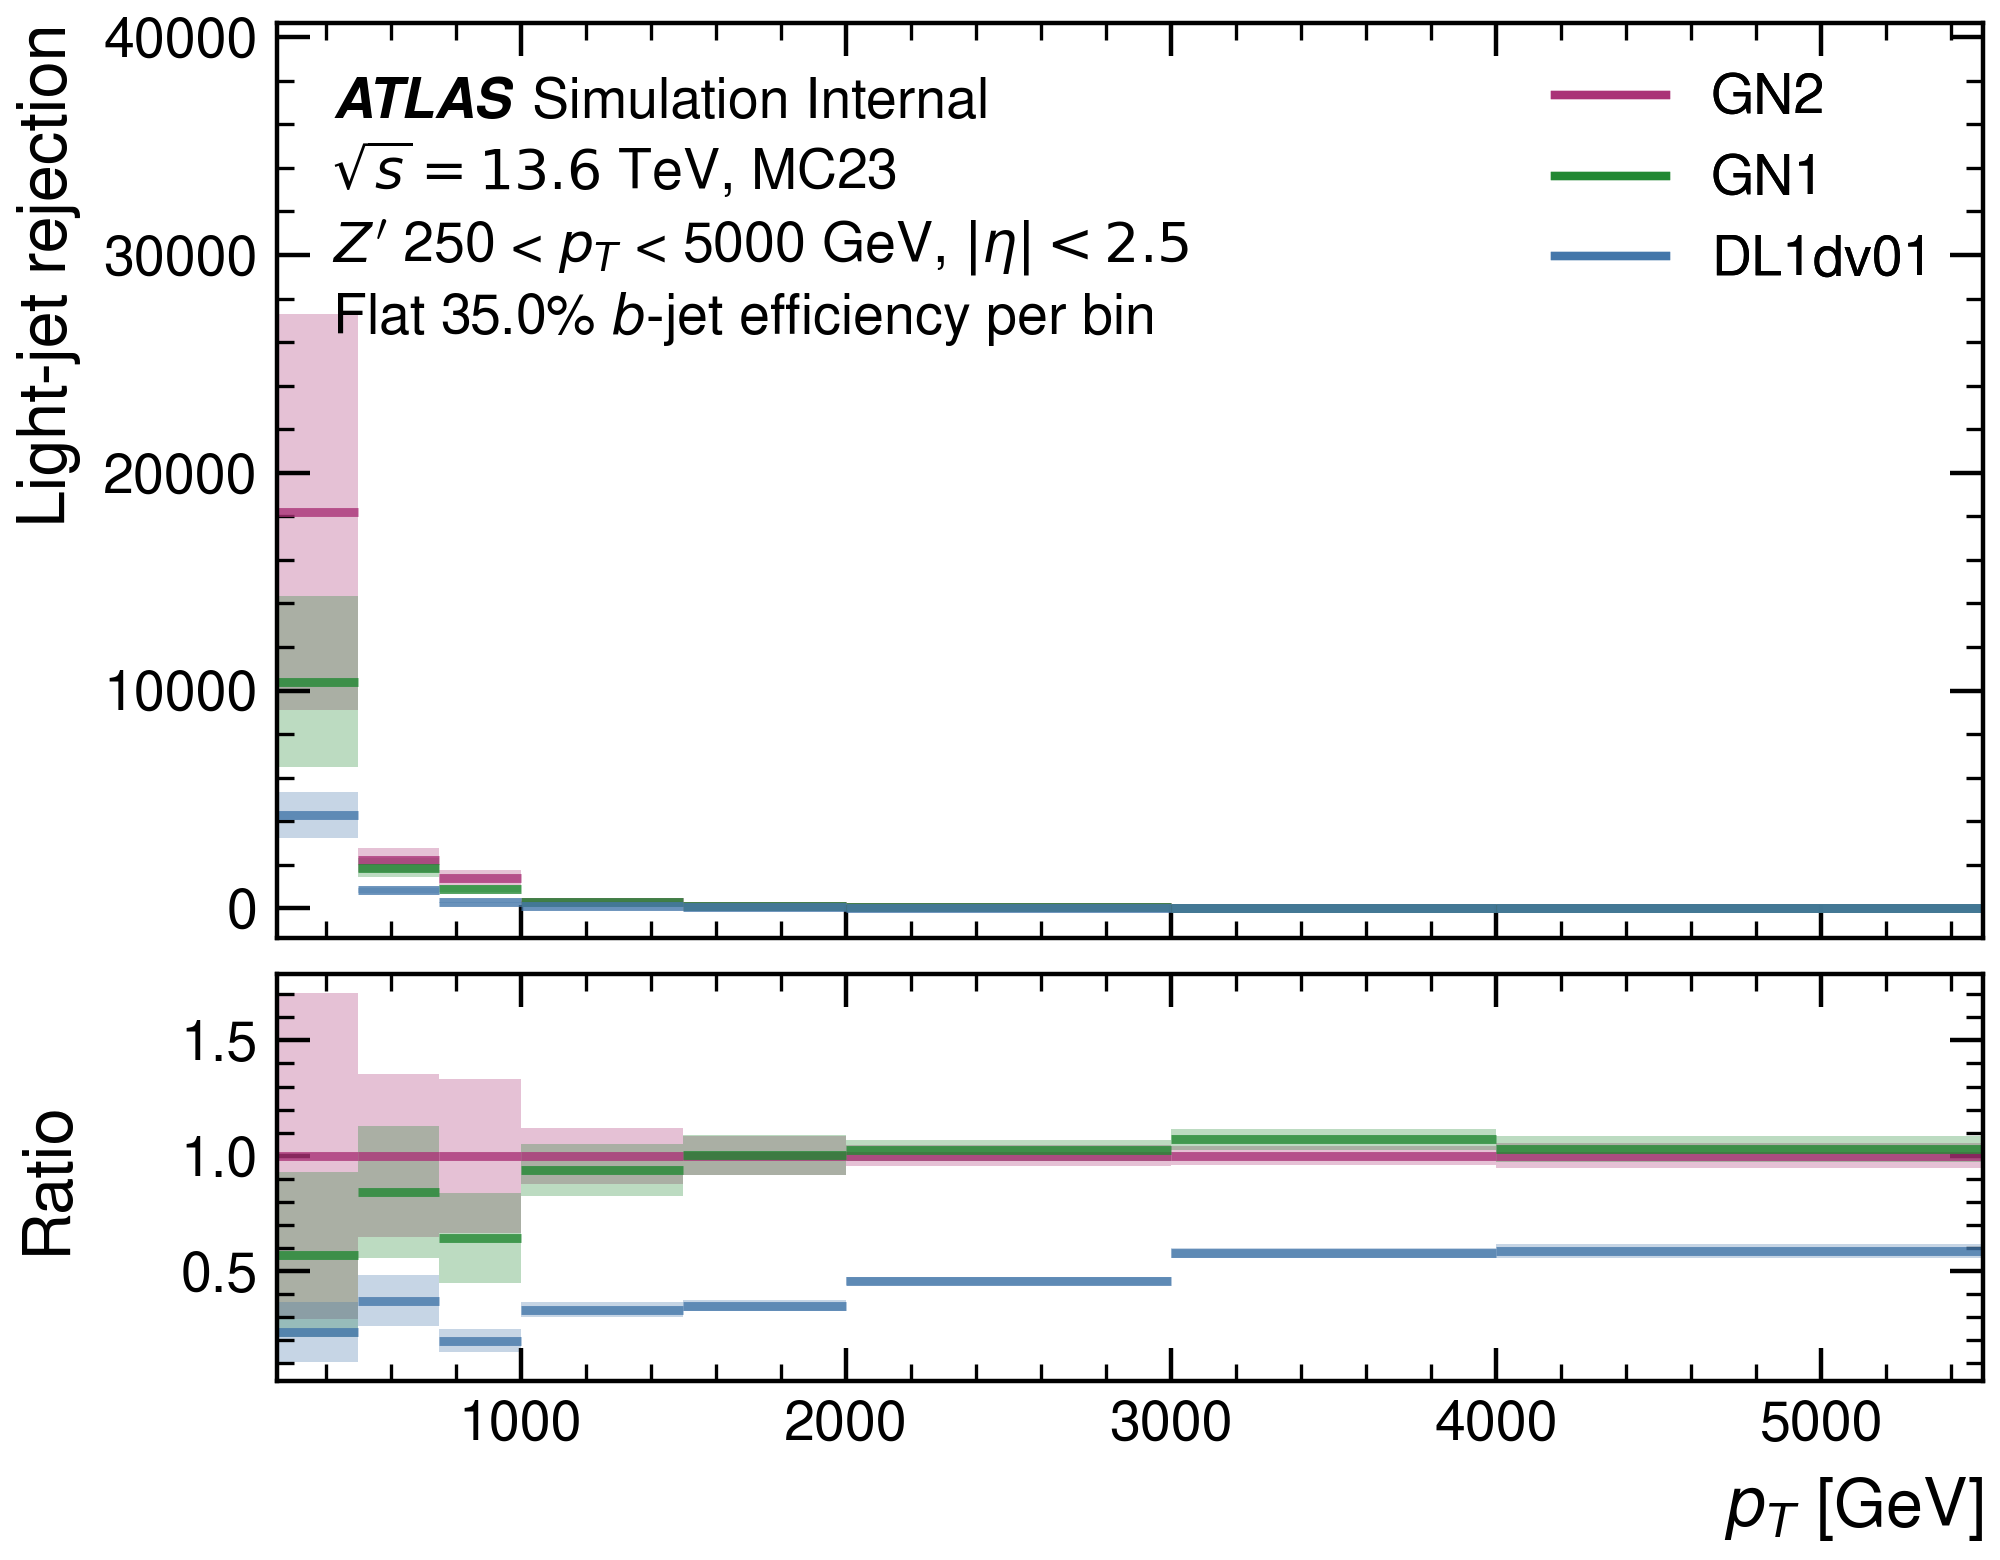 Light-jet rejection
40000
30000
20000
10000
0
ATLAS Simulation Internal
√s = 13.6 TeV, MC23
Z′ 250 < pT < 5000 GeV, |η| < 2.5
Flat 35.0% b-jet efficiency per bin
GN2
GN1
DL1dv01
Ratio
1.5
1.0
0.5
1000 2000 3000 4000 5000
pT [GeV]